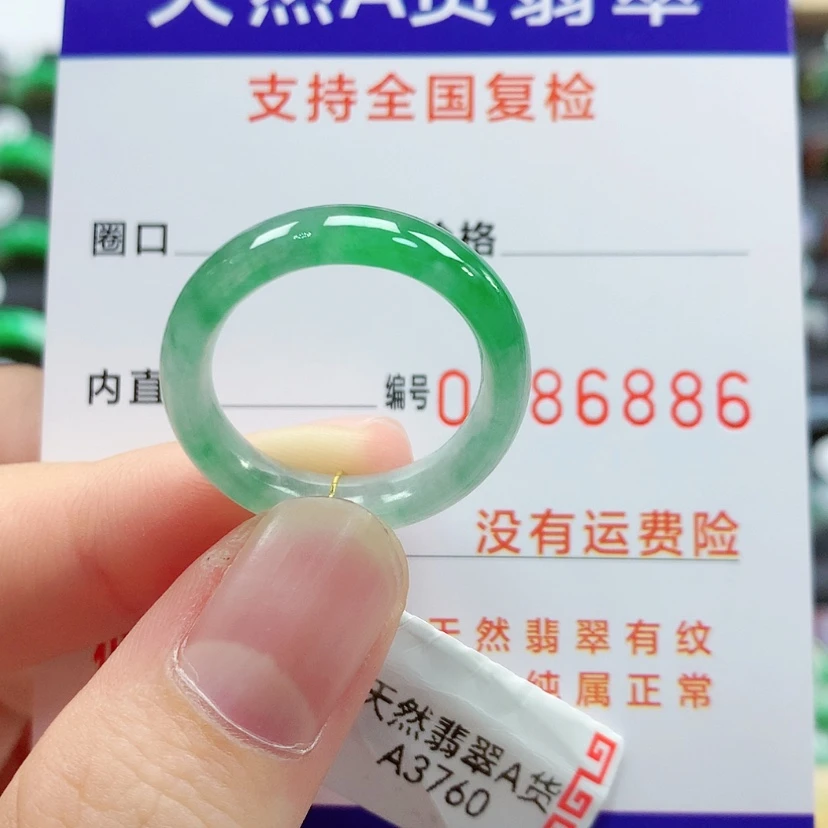 天然A货翡翠
支持全国复检
圈口 格
内直 编号 0 86886
没有运费险
天然翡翠有纹
纯属正常
天然翡翠A货
A3760